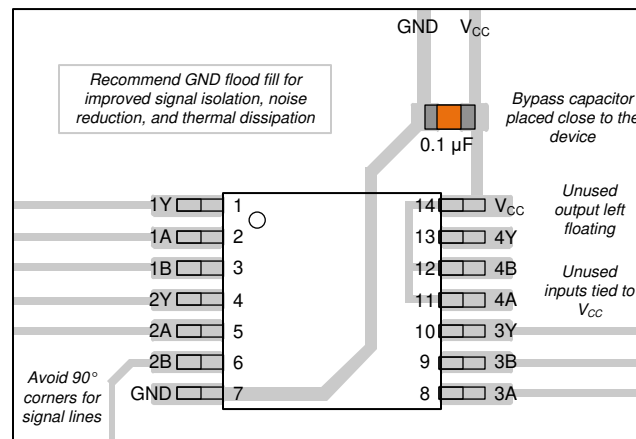 GND V_CC
Recommend GND flood fill for
improved signal isolation, noise
reduction, and thermal dissipation
Bypass capacitor
placed close to the
device
0.1 µF
1Y 1 14 V_CC
1A 2 13 4Y
1B 3 12 4B
2Y 4 11 4A
2A 5 10 3Y
2B 6 9 3B
GND 7 8 3A
Unused
output left
floating
Unused
inputs tied to
V_CC
Avoid 90°
corners for
signal lines